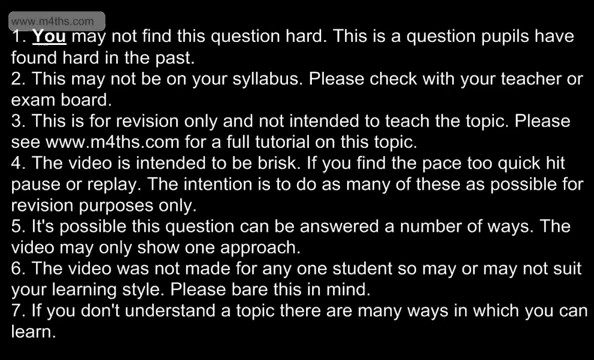 www.m4ths.com
1. You may not find this question hard. This is a question pupils have
found hard in the past.
2. This may not be on your syllabus. Please check with your teacher or
exam board.
3. This is for revision only and not intended to teach the topic. Please
see www.m4ths.com for a full tutorial on this topic.
4. The video is intended to be brisk. If you find the pace too quick hit
pause or replay. The intention is to do as many of these as possible for
revision purposes only.
5. It's possible this question can be answered a number of ways. The
video may only show one approach.
6. The video was not made for any one student so may or may not suit
your learning style. Please bare this in mind.
7. If you don't understand a topic there are many ways in which you can
learn.